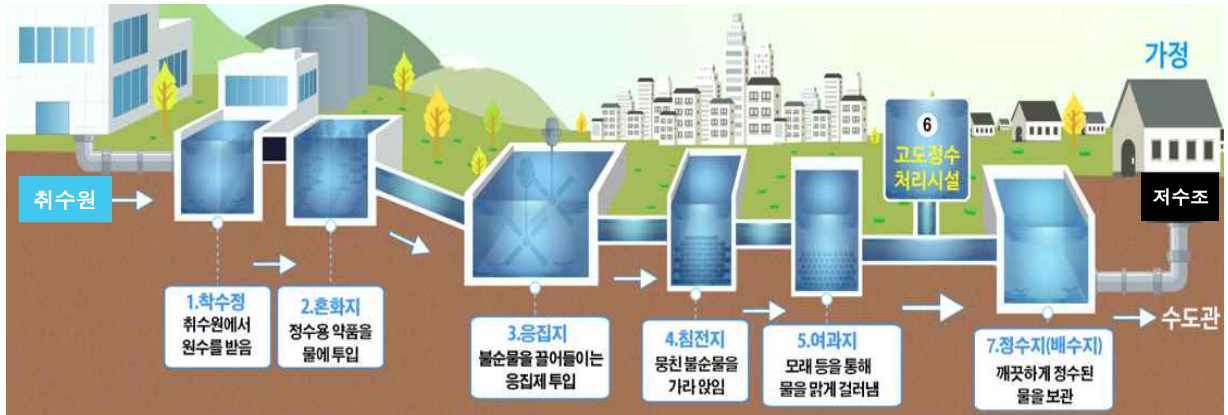 취수원
1.착수정
취수원에서
원수를 받음
2.혼화지
정수용 약품을
물에 투입
3.응집지
불순물을 끌어들이는
응집제 투입
4.침전지
뭉친 불순물을
가라 앉임
5.여과지
모래 등을 통해
물을 맑게 걸러냄
6
고도정수
처리시설
7.정수지(배수지)
깨끗하게 정수된
물을 보관
가정
저수조
수도관